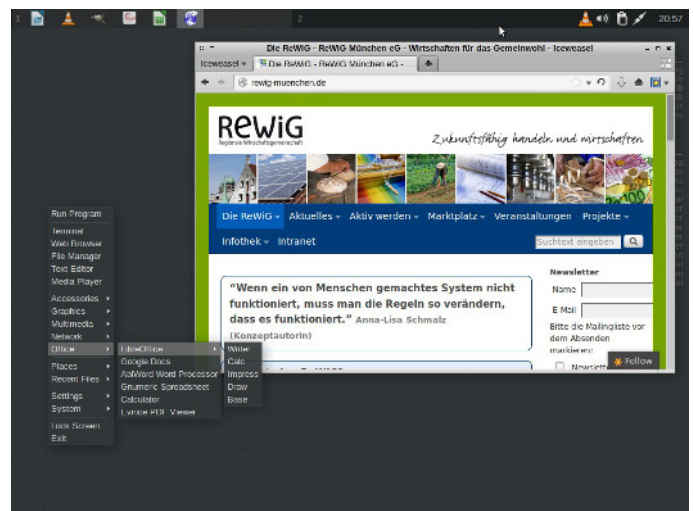 1
2
20:57
Die ReWiG - ReWiG München eG - Wirtschaften für das Gemeinwohl - Iceweasel
Iceweasel
Die ReWiG - ReWiG München eG - ...
rewig-muenchen.de
ReWiG
Regionale Wirtschaftsgemeinschaft
Zukunftsfähig handeln und wirtschaften
Die ReWiG Aktuelles Aktiv werden Marktplatz Veranstaltungen Projekte
Infothek Intranet
Suchtext eingeben
"Wenn ein von Menschen gemachtes System nicht
funktioniert, muss man die Regeln so verändern,
dass es funktioniert." Anna-Lisa Schmalz
(Konzeptautorin)
Newsletter
Name
E Mail
Bitte die Mailingliste vor
dem Absenden
markieren:
Newslett
Follow
Run Program
Terminal
Web Browser
File Manager
Text Editor
Media Player
Accessories
Graphics
Multimedia
Network
Office
Places
Recent Files
Settings
System
Lock Screen
Exit
LibreOffice
Google Docs
AbiWord Word Processor
Gnumeric Spreadsheet
Calculator
Evince PDF Viewer
Writer
Calc
Impress
Draw
Base